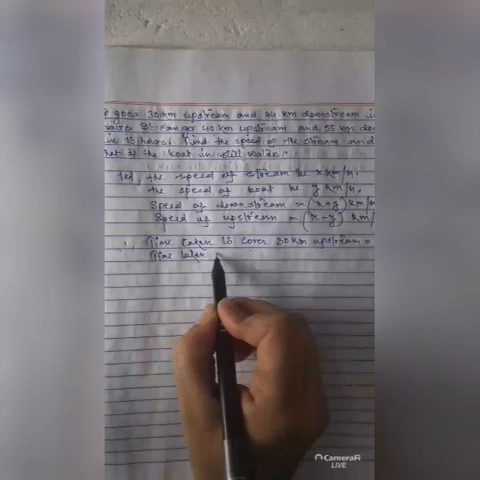 goes 30 km upstream and 44 km downstream in
can go 40 km upstream and 55 km do
in 13 hours. Find the speed of the stream and
that of the boat in still water.
Let, the speed of stream be x km/h.
the speed of boat be y km/h.
Speed of downstream = (x+y) km/h
Speed of upstream = (x-y) km/
∴ Time taken to cover 30 km upstream =
Time taken
CameraFi
LIVE